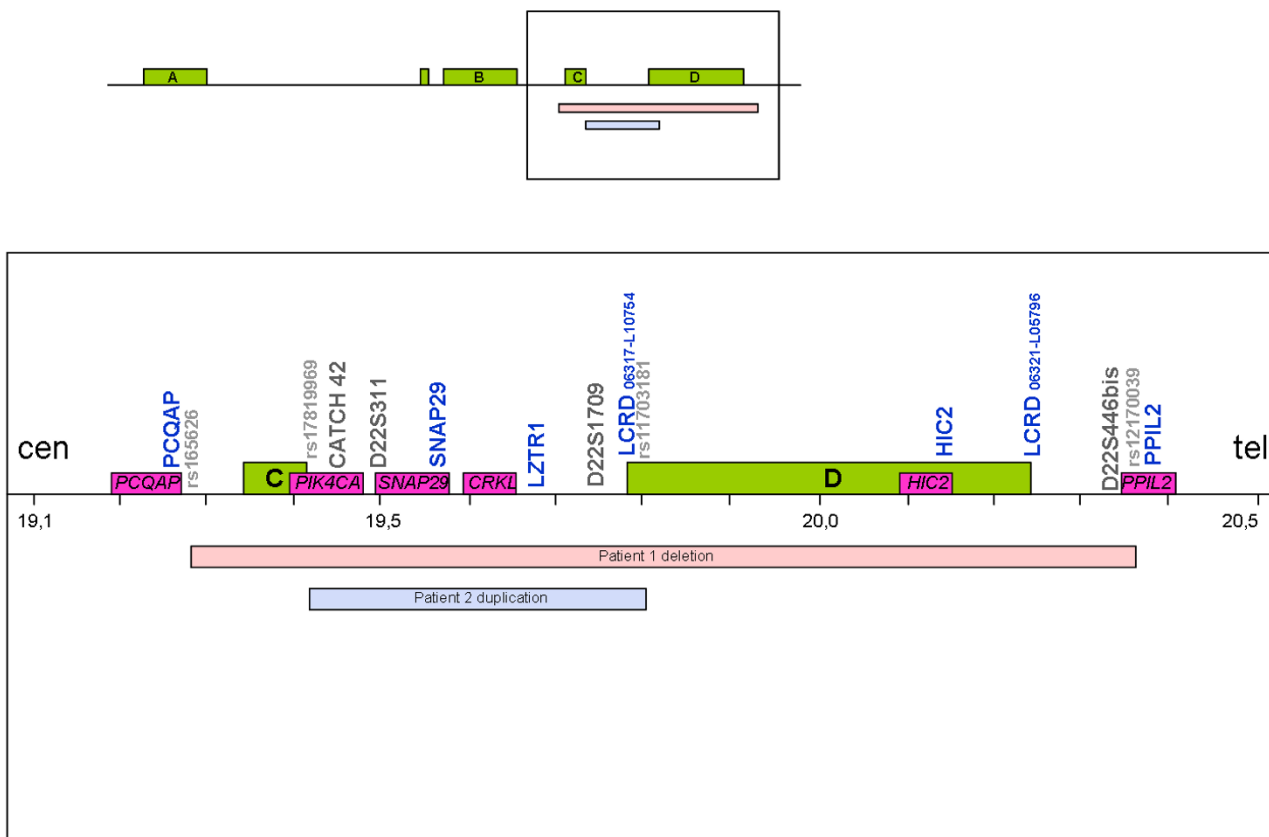 A
B
C
D
cen
PCQAP
rs165626
rs17819969
CATCH 42
D22S311
SNAP29
LZTR1
D22S1709
LCRD 06317-L10754
rs11703181
HIC2
LCRD 06321-L05796
D22S446bis
rs12170039
PPIL2
tel
PCQAP
C
PIK4CA
SNAP29
CRKL
D
HIC2
PPIL2
19,1
19,5
20,0
20,5
Patient 1 deletion
Patient 2 duplication